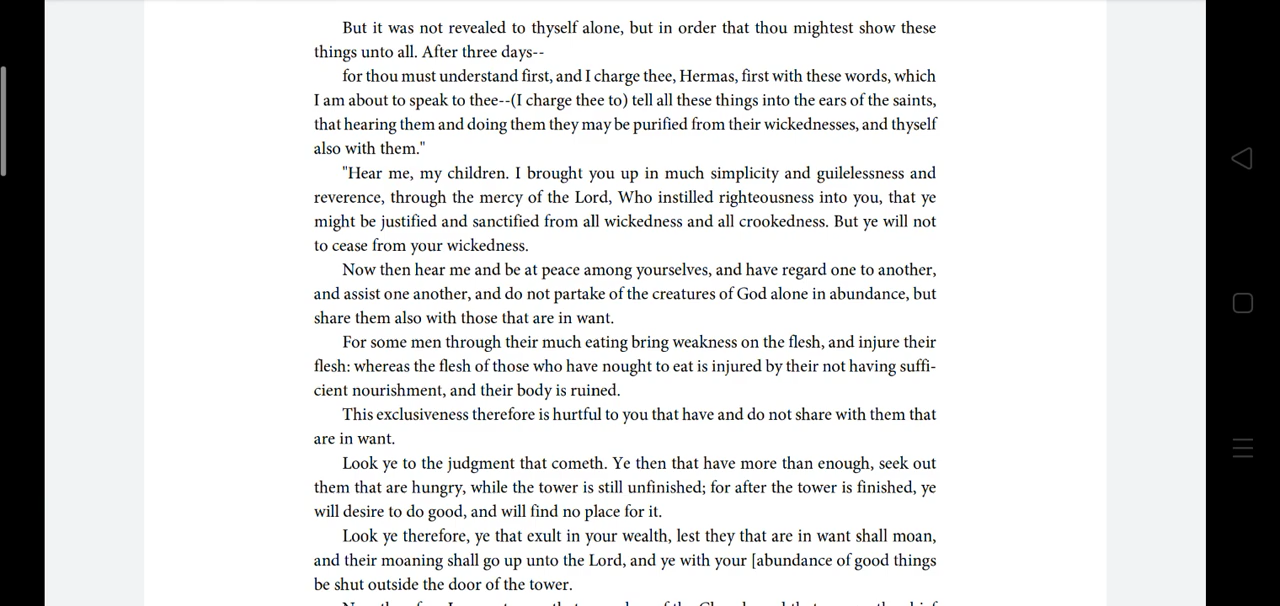 But it was not revealed to thyself alone, but in order that thou mightest show these
things unto all. After three days--
for thou must understand first, and I charge thee, Hermas, first with these words, which
I am about to speak to thee--(I charge thee to) tell all these things into the ears of the saints,
that hearing them and doing them they may be purified from their wickednesses, and thyself
also with them."
"Hear me, my children. I brought you up in much simplicity and guilelessness and
reverence, through the mercy of the Lord, Who instilled righteousness into you, that ye
might be justified and sanctified from all wickedness and all crookedness. But ye will not
to cease from your wickedness.
Now then hear me and be at peace among yourselves, and have regard one to another,
and assist one another, and do not partake of the creatures of God alone in abundance, but
share them also with those that are in want.
For some men through their much eating bring weakness on the flesh, and injure their
flesh: whereas the flesh of those who have nought to eat is injured by their not having suffi-
cient nourishment, and their body is ruined.
This exclusiveness therefore is hurtful to you that have and do not share with them that
are in want.
Look ye to the judgment that cometh. Ye then that have more than enough, seek out
them that are hungry, while the tower is still unfinished; for after the tower is finished, ye
will desire to do good, and will find no place for it.
Look ye therefore, ye that exult in your wealth, lest they that are in want shall moan,
and their moaning shall go up unto the Lord, and ye with your [abundance of good things
be shut outside the door of the tower.